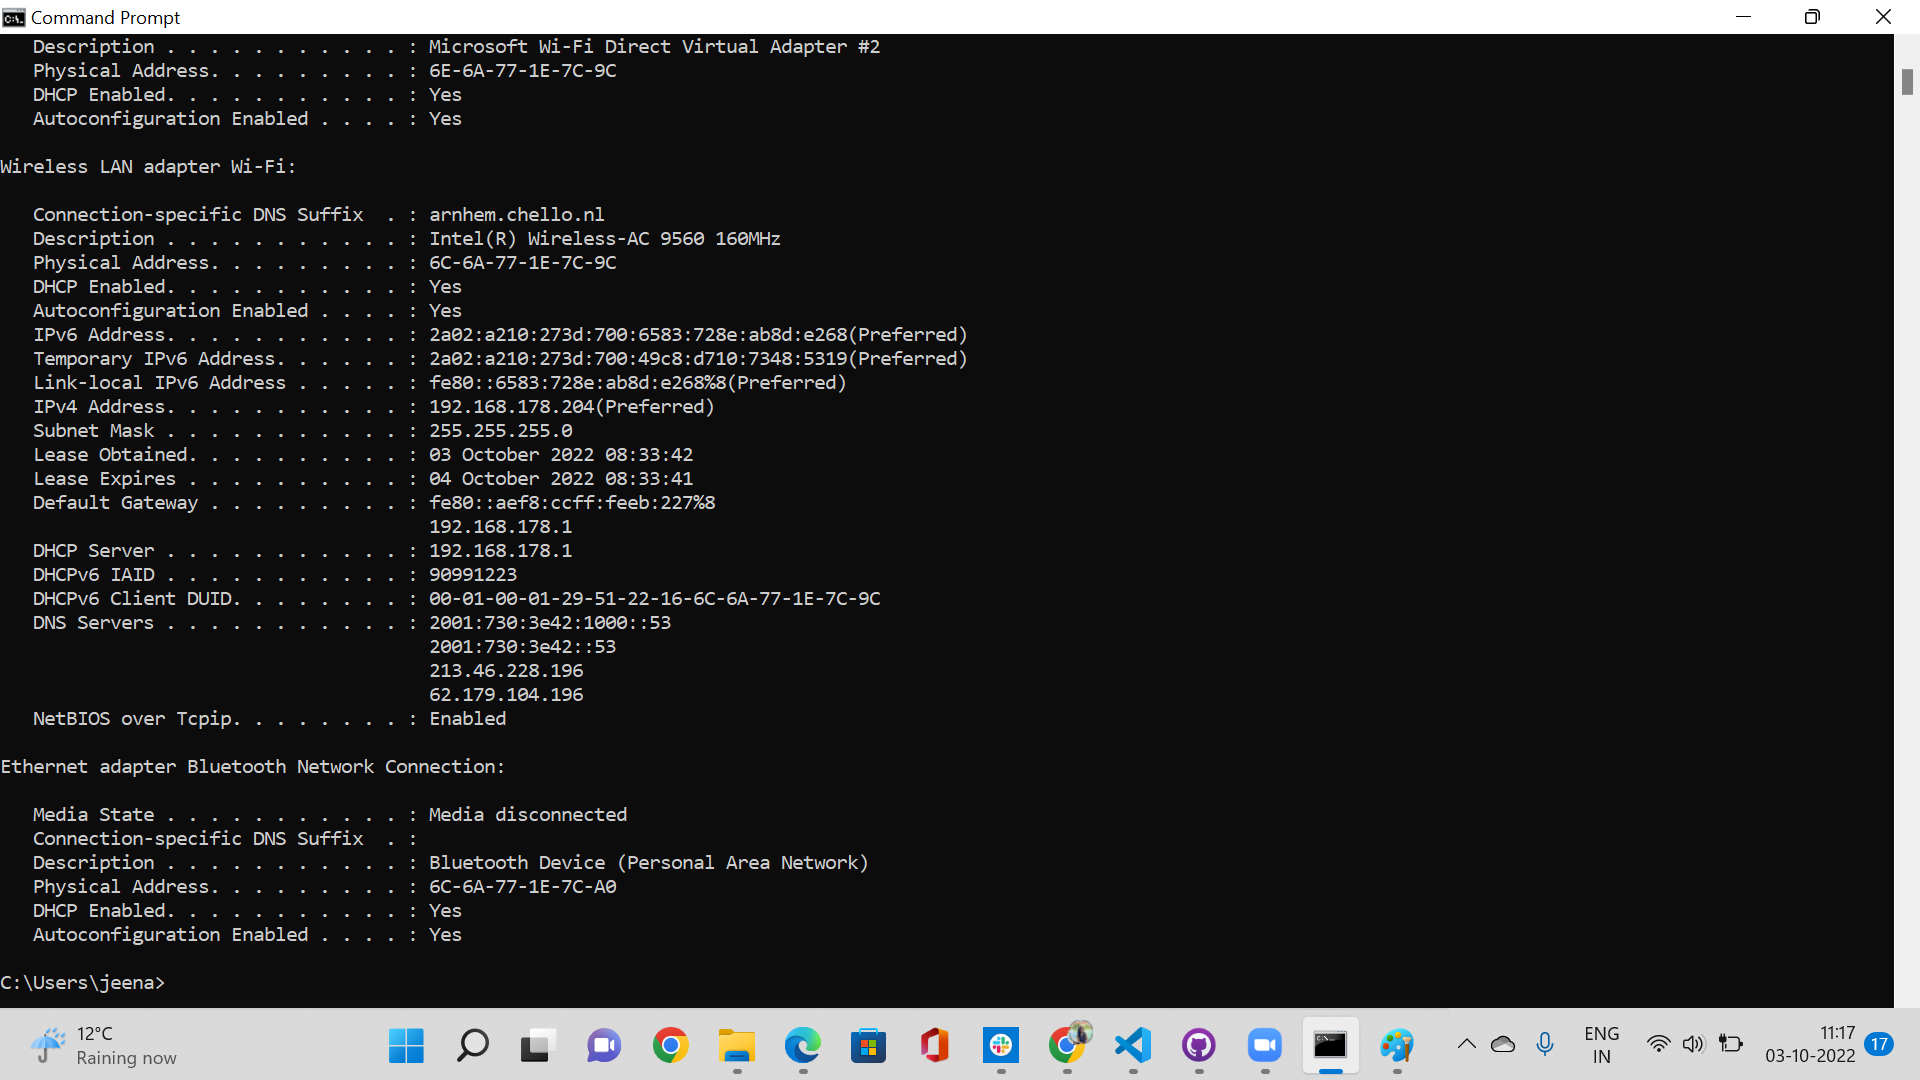 Command Prompt
Description . . . . . . . . . . . : Microsoft Wi-Fi Direct Virtual Adapter #2
Physical Address. . . . . . . . . : 6E-6A-77-1E-7C-9C
DHCP Enabled. . . . . . . . . . . : Yes
Autoconfiguration Enabled . . . . : Yes
Wireless LAN adapter Wi-Fi:
Connection-specific DNS Suffix  . : arnhem.chello.nl
Description . . . . . . . . . . . : Intel(R) Wireless-AC 9560 160MHz
Physical Address. . . . . . . . . : 6C-6A-77-1E-7C-9C
DHCP Enabled. . . . . . . . . . . : Yes
Autoconfiguration Enabled . . . . : Yes
IPv6 Address. . . . . . . . . . . : 2a02:a210:273d:700:6583:728e:ab8d:e268(Preferred)
Temporary IPv6 Address. . . . . . : 2a02:a210:273d:700:49c8:d710:7348:5319(Preferred)
Link-local IPv6 Address . . . . . : fe80::6583:728e:ab8d:e268%8(Preferred)
IPv4 Address. . . . . . . . . . . : 192.168.178.204(Preferred)
Subnet Mask . . . . . . . . . . . : 255.255.255.0
Lease Obtained. . . . . . . . . . : 03 October 2022 08:33:42
Lease Expires . . . . . . . . . . : 04 October 2022 08:33:41
Default Gateway . . . . . . . . . : fe80::aef8:ccff:feeb:227%8
192.168.178.1
DHCP Server . . . . . . . . . . . : 192.168.178.1
DHCPv6 IAID . . . . . . . . . . . : 90991223
DHCPv6 Client DUID. . . . . . . . : 00-01-00-01-29-51-22-16-6C-6A-77-1E-7C-9C
DNS Servers . . . . . . . . . . . : 2001:730:3e42:1000::53
2001:730:3e42::53
213.46.228.196
62.179.104.196
NetBIOS over Tcpip. . . . . . . . : Enabled
Ethernet adapter Bluetooth Network Connection:
Media State . . . . . . . . . . . : Media disconnected
Connection-specific DNS Suffix  . :
Description . . . . . . . . . . . : Bluetooth Device (Personal Area Network)
Physical Address. . . . . . . . . : 6C-6A-77-1E-7C-A0
DHCP Enabled. . . . . . . . . . . : Yes
Autoconfiguration Enabled . . . . : Yes
C:\Users\jeena>
12°C
Raining now
ENG
IN
11:17
03-10-2022
17